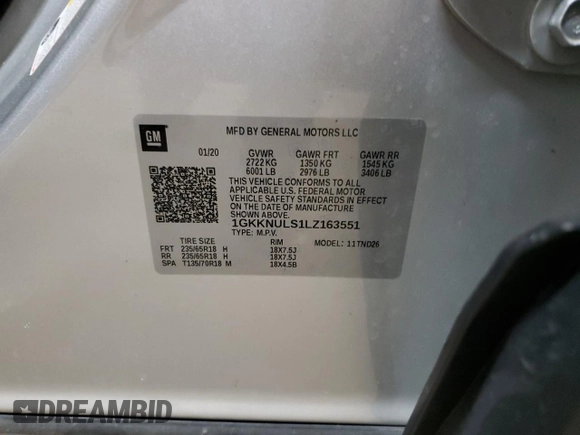 GM
MFD BY GENERAL MOTORS LLC
01/20 GVWR GAWR FRT GAWR RR
2722 KG 1350 KG 1545 KG
6001 LB 2976 LB 3406 LB
THIS VEHICLE CONFORMS TO ALL
APPLICABLE U.S. FEDERAL MOTOR
VEHICLE SAFETY STANDARDS IN EFFECT
ON THE DATE OF MANUFACTURE
SHOWN ABOVE.
1GKKNULS1LZ163551
TYPE: M.P.V.
TIRE SIZE RIM MODEL: 11TND26
FRT 235/65R18 H 18X7.5J
RR 235/65R18 H 18X7.5J
SPA T135/70R18 M 18X4.5B
DREAMBID